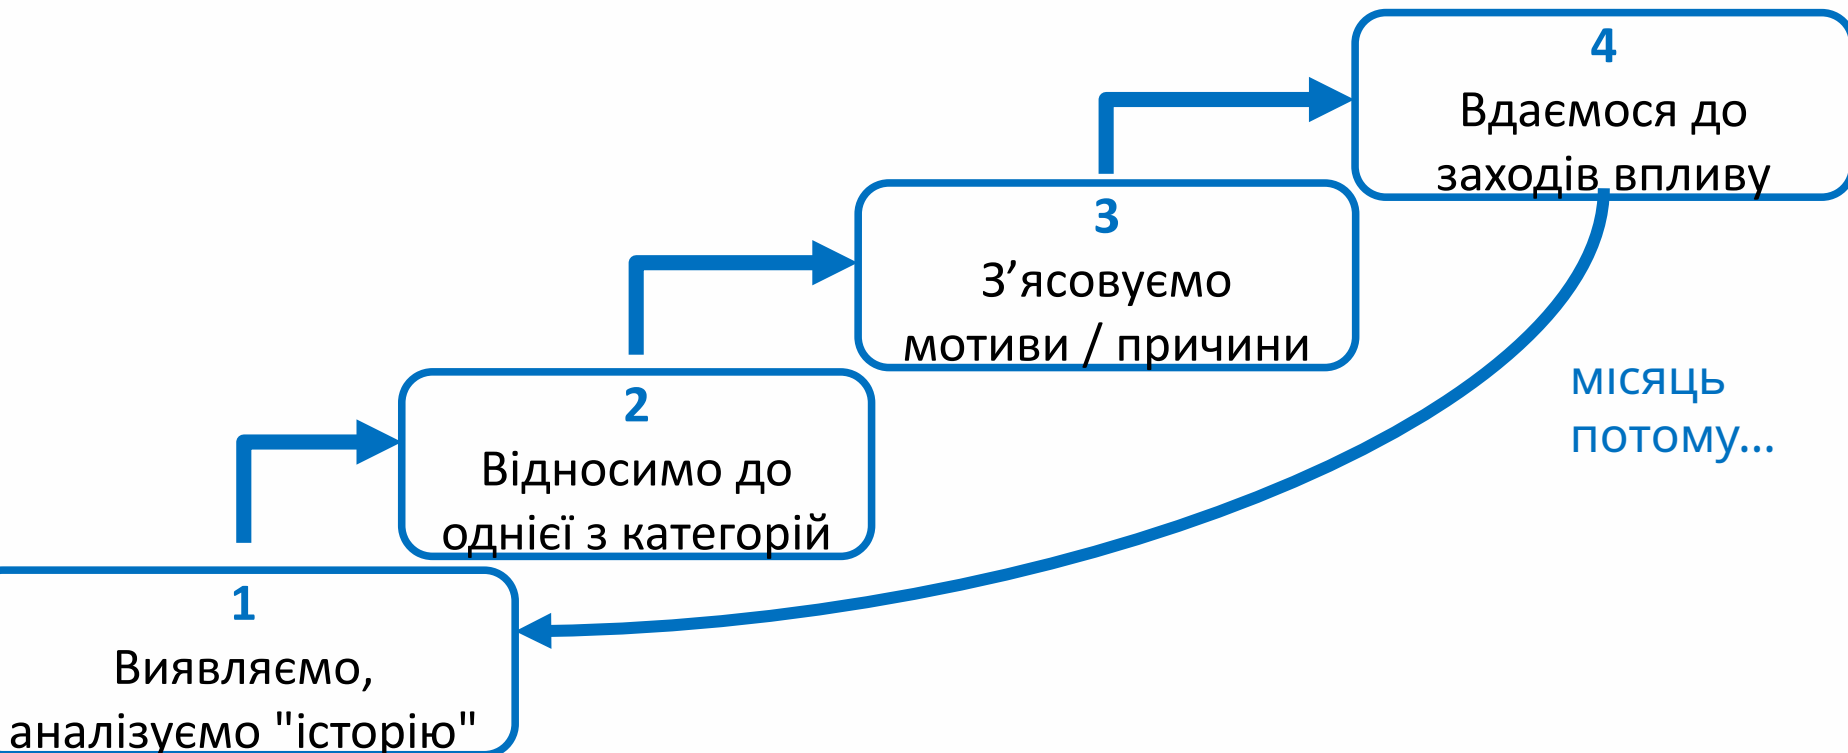 1
Виявляємо,
аналізуємо "історію"
2
Відносимо до
однієї з категорій
3
З’ясовуємо
мотиви / причини
4
Вдаємося до
заходів впливу
місяць
потому...